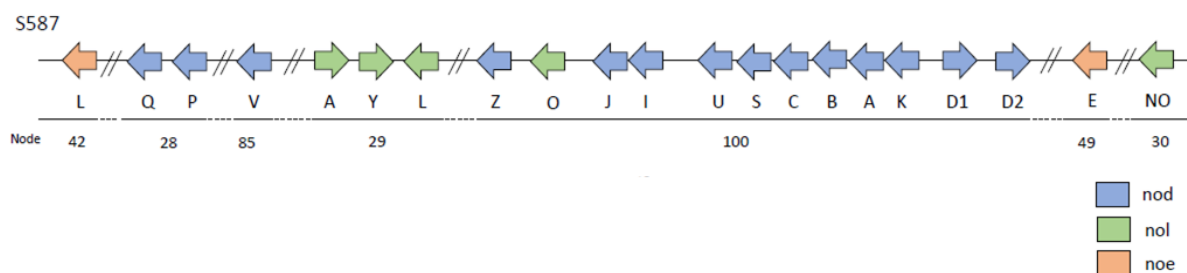 S587
L Q P V A Y L Z O J I U S C B A K D1 D2 E NO
Node 42 28 85 29 100 49 30
nod
nol
noe